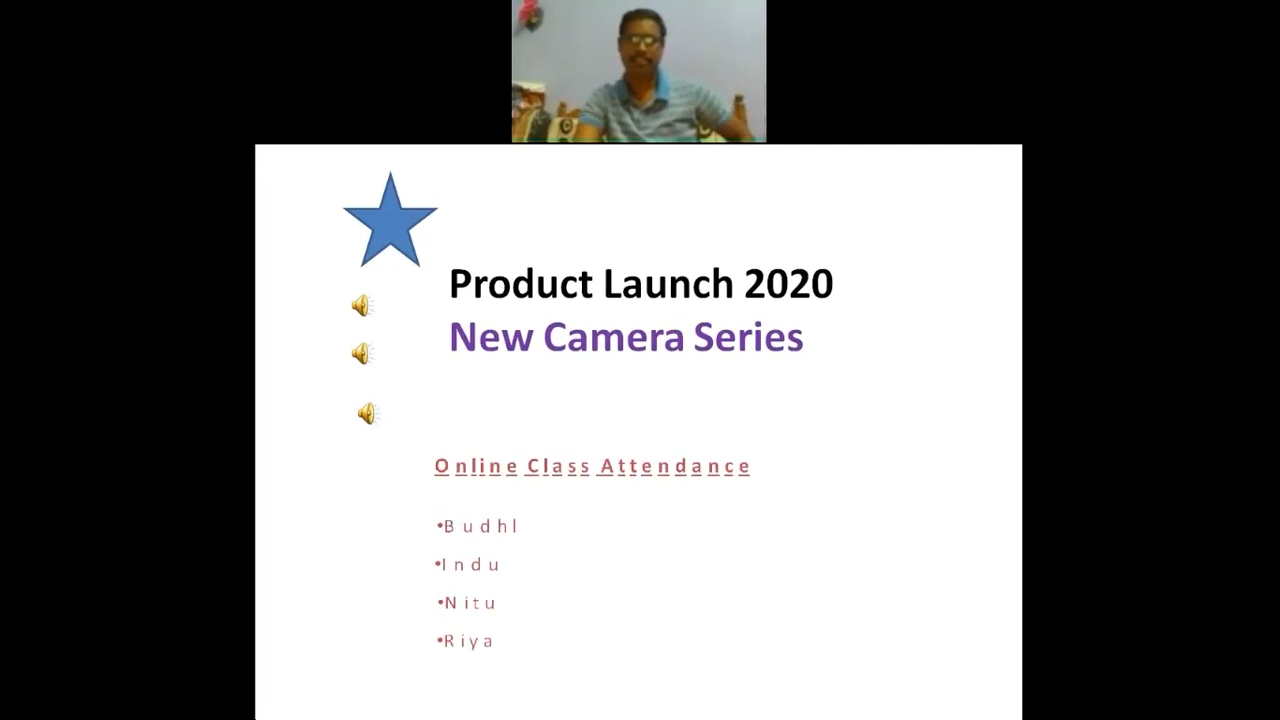 Product Launch 2020
New Camera Series
Online Class Attendance
•Budhl
•Indu
•Nitu
•Riya